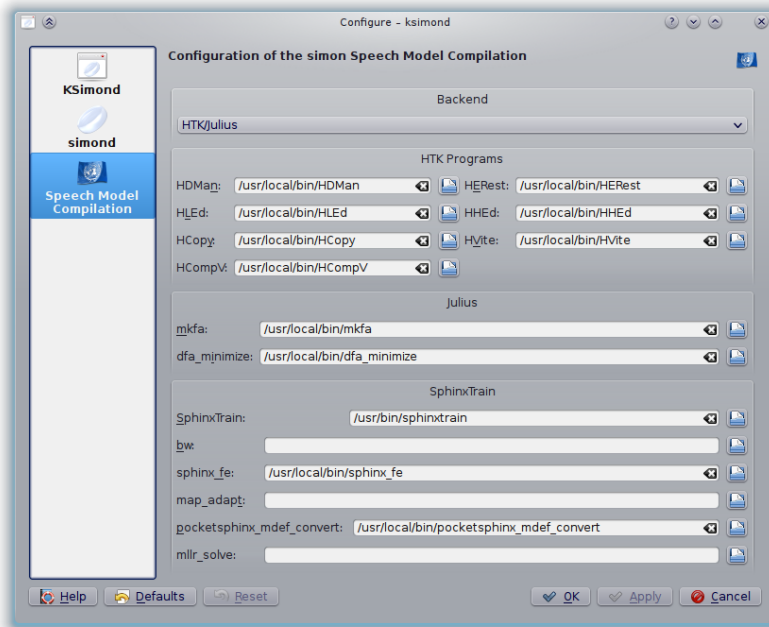 Configure – ksimond
KSimond
simond
Speech Model
Compilation
Configuration of the simon Speech Model Compilation
Backend
HTK/Julius
HTK Programs
HDMan: /usr/local/bin/HDMan HERest: /usr/local/bin/HERest
HLEd: /usr/local/bin/HLEd HHEd: /usr/local/bin/HHEd
HCopy: /usr/local/bin/HCopy HVite: /usr/local/bin/HVite
HCompV: /usr/local/bin/HCompV
Julius
mkfa: /usr/local/bin/mkfa
dfa_minimize: /usr/local/bin/dfa_minimize
SphinxTrain
SphinxTrain: /usr/bin/sphinxtrain
bw:
sphinx_fe: /usr/local/bin/sphinx_fe
map_adapt:
pocketsphinx_mdef_convert: /usr/local/bin/pocketsphinx_mdef_convert
mllr_solve:
Help Defaults Reset OK Apply Cancel